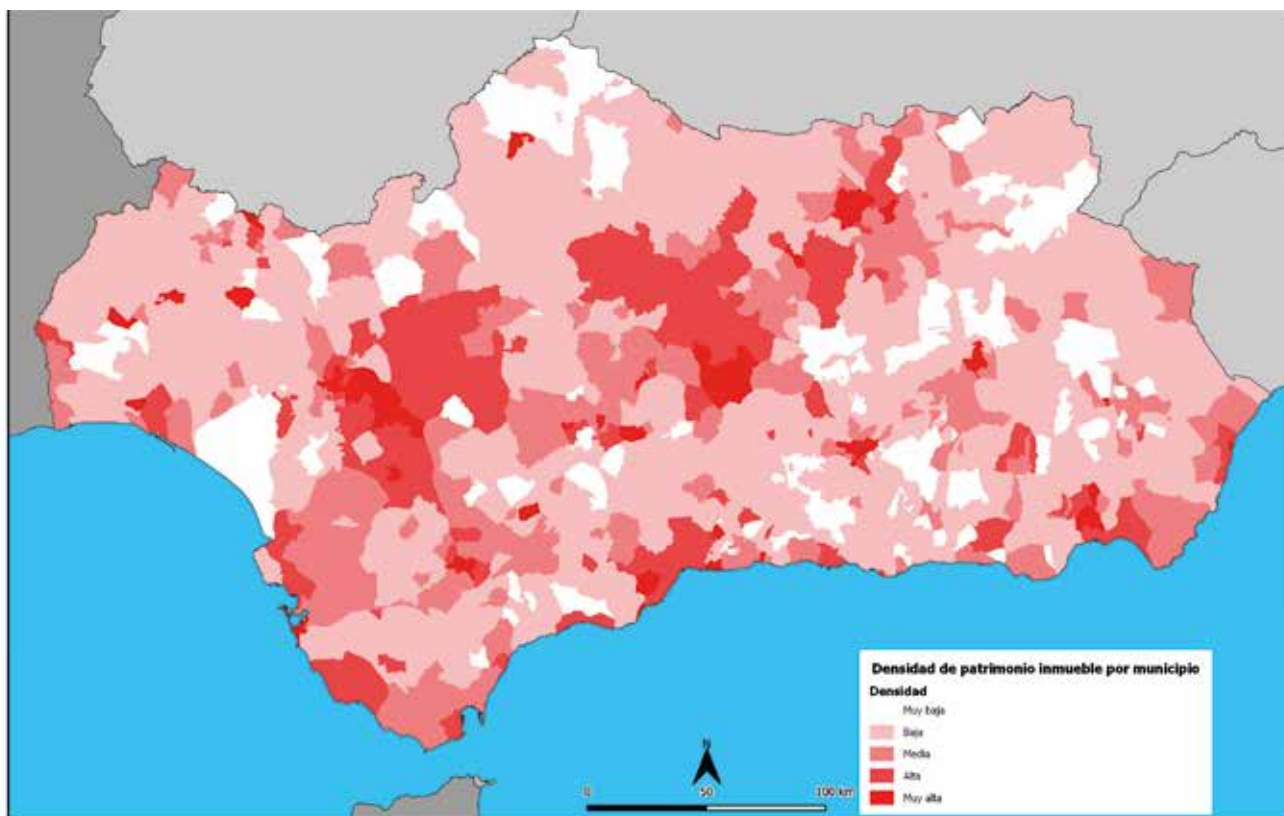 Densidad de patrimonio inmueble por municipio
Densidad
Muy baja
Baja
Media
Alta
Muy alta
N
0 50 100 km